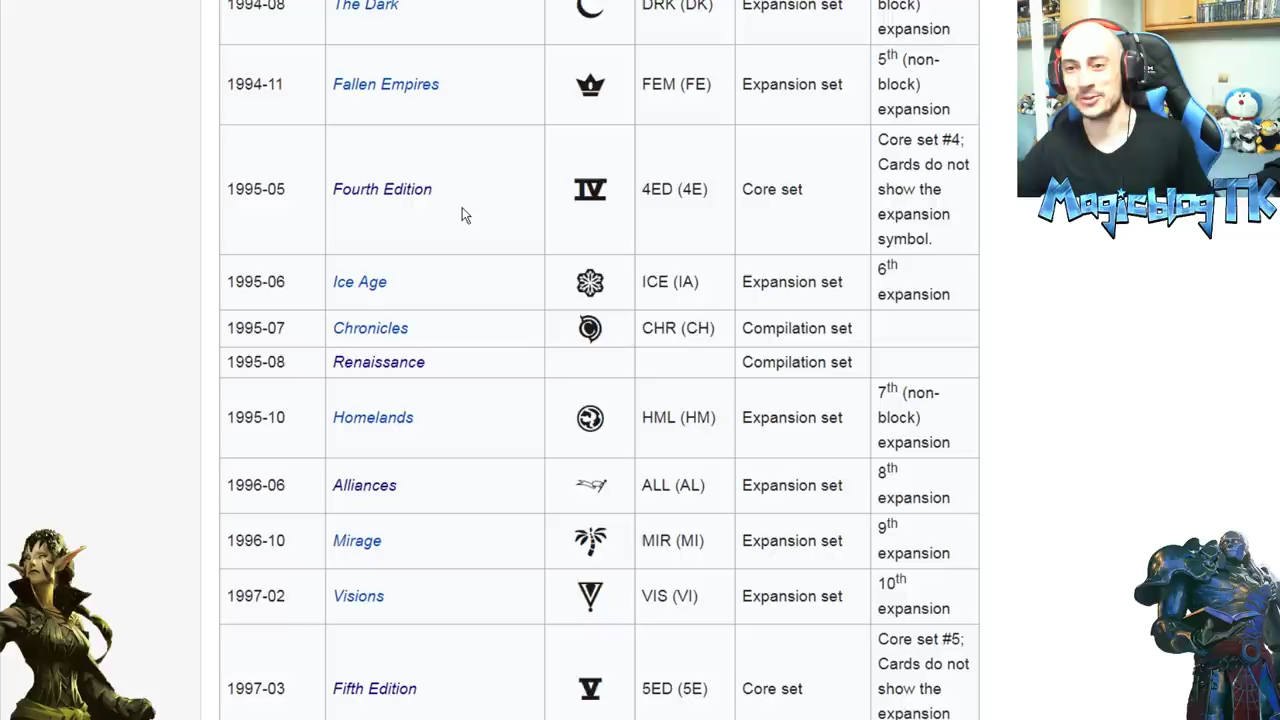 1994-08 The Dark DRK (DK) Expansion set block)
expansion
5th (non-
1994-11 Fallen Empires FEM (FE) Expansion set block)
expansion
Core set #4;
Cards do not
1995-05 Fourth Edition IV 4ED (4E) Core set show the
expansion
symbol.
1995-06 Ice Age ICE (IA) Expansion set 6th
expansion
1995-07 Chronicles CHR (CH) Compilation set
1995-08 Renaissance Compilation set
7th (non-
1995-10 Homelands HML (HM) Expansion set block)
expansion
1996-06 Alliances ALL (AL) Expansion set 8th
expansion
1996-10 Mirage MIR (MI) Expansion set 9th
expansion
1997-02 Visions VIS (VI) Expansion set 10th
expansion
Core set #5;
Cards do not
1997-03 Fifth Edition V 5ED (5E) Core set show the
expansion
MagicblogTK